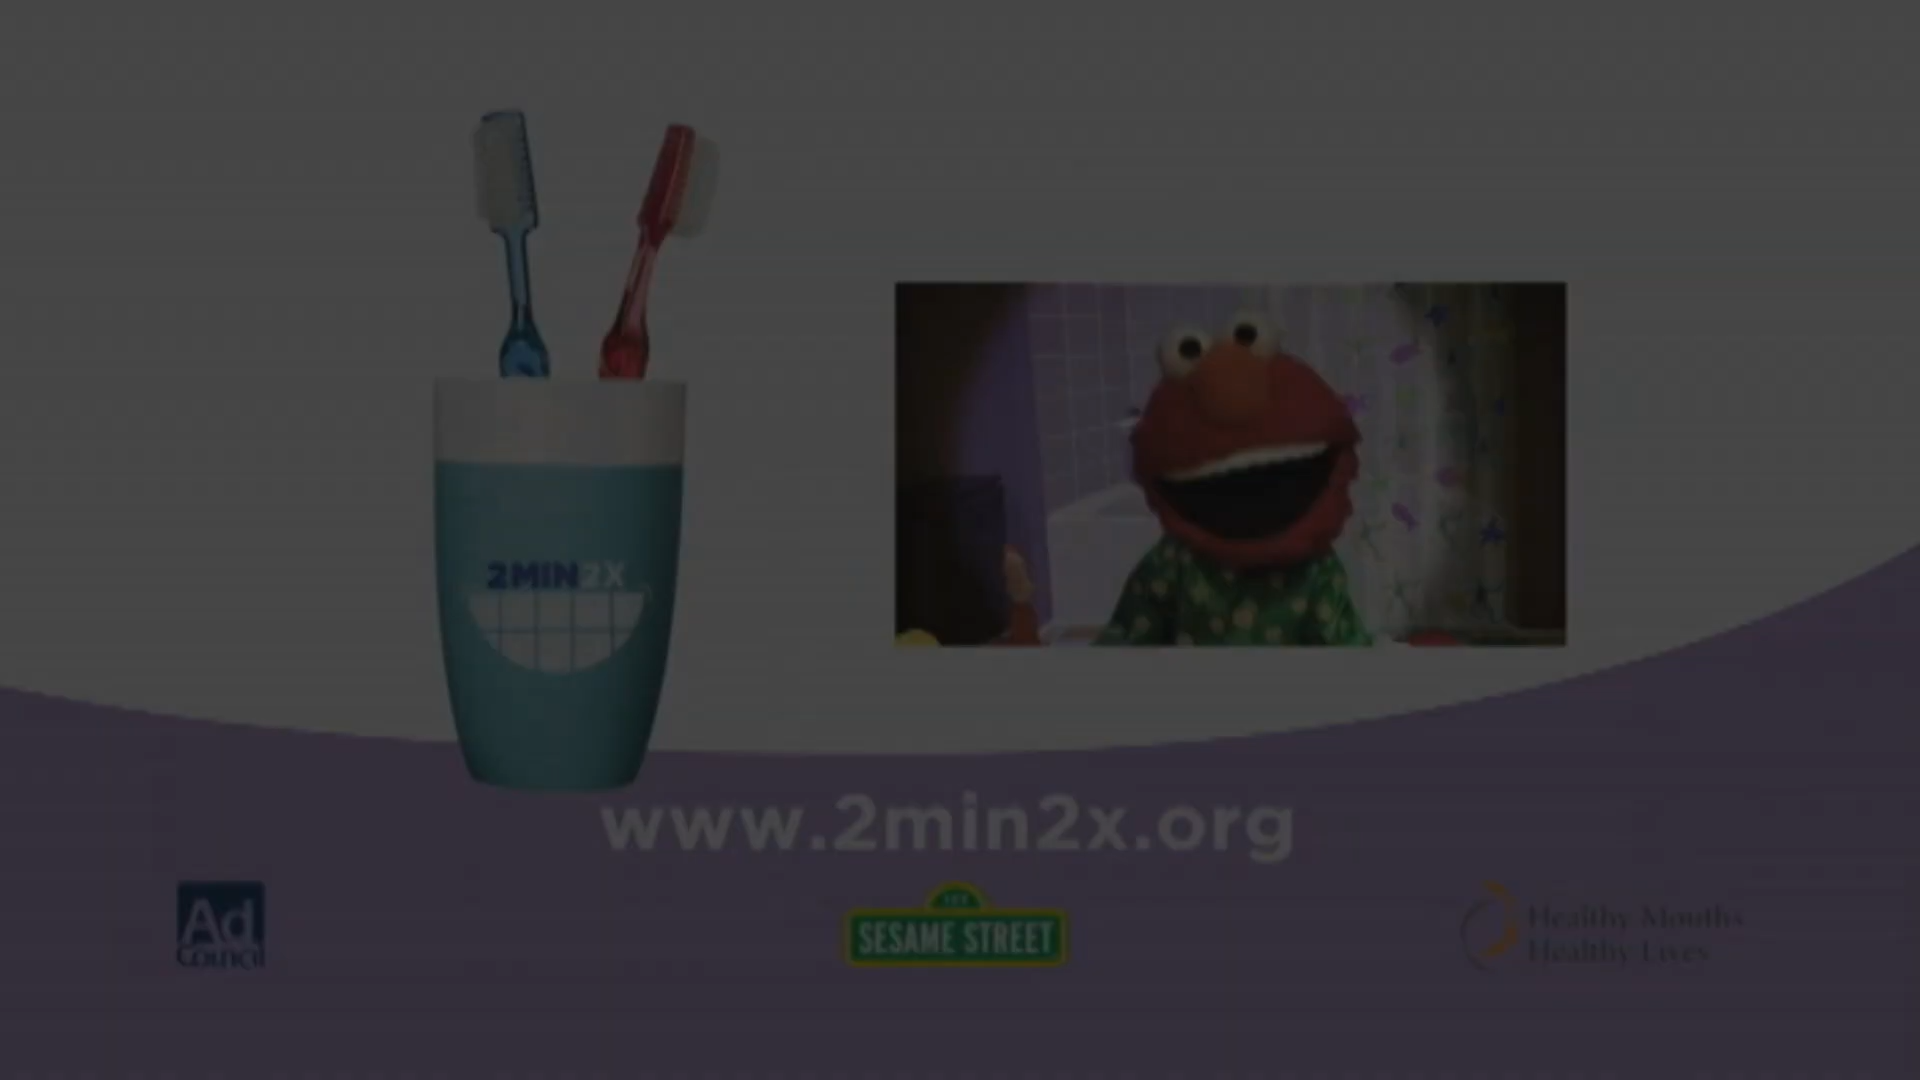 2MIN2X
www.2min2x.org
Ad
Council
SESAME STREET
Healthy Mouths
Healthy Lives